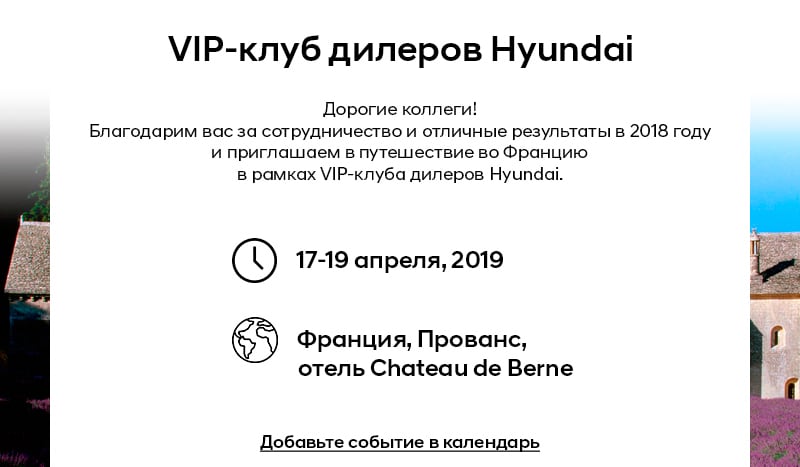 VIP-клуб дилеров Hyundai
Дорогие коллеги!
Благодарим вас за сотрудничество и отличные результаты в 2018 году
и приглашаем в путешествие во Францию
в рамках VIP-клуба дилеров Hyundai.
17-19 апреля, 2019
Франция, Прованс,
отель Chateau de Berne
Добавьте событие в календарь